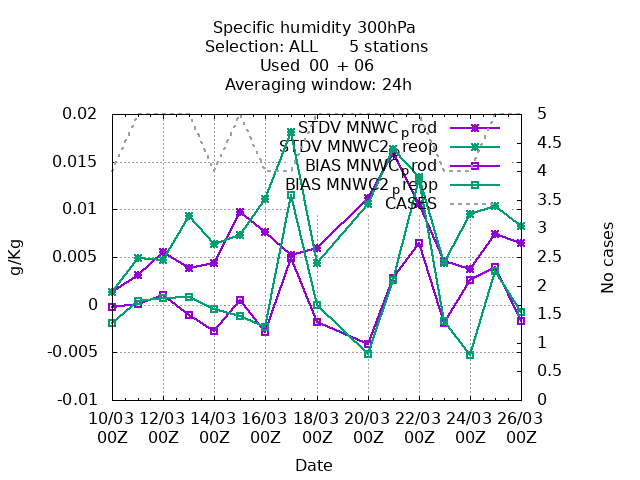 Specific humidity 300hPa
Selection: ALL 5 stations
Used 00 + 06
Averaging window: 24h
0.02
0.015
0.01
0.005
0
-0.005
-0.01
g/Kg
5
4.5
4
3.5
3
2.5
2
1.5
1
0.5
0
No cases
STDV MNWC_prod
STDV MNWC2_preop
BIAS MNWC_prod
BIAS MNWC2_preop
CASES
10/03 12/03 14/03 16/03 18/03 20/03 22/03 24/03 26/03
00Z 00Z 00Z 00Z 00Z 00Z 00Z 00Z 00Z
Date